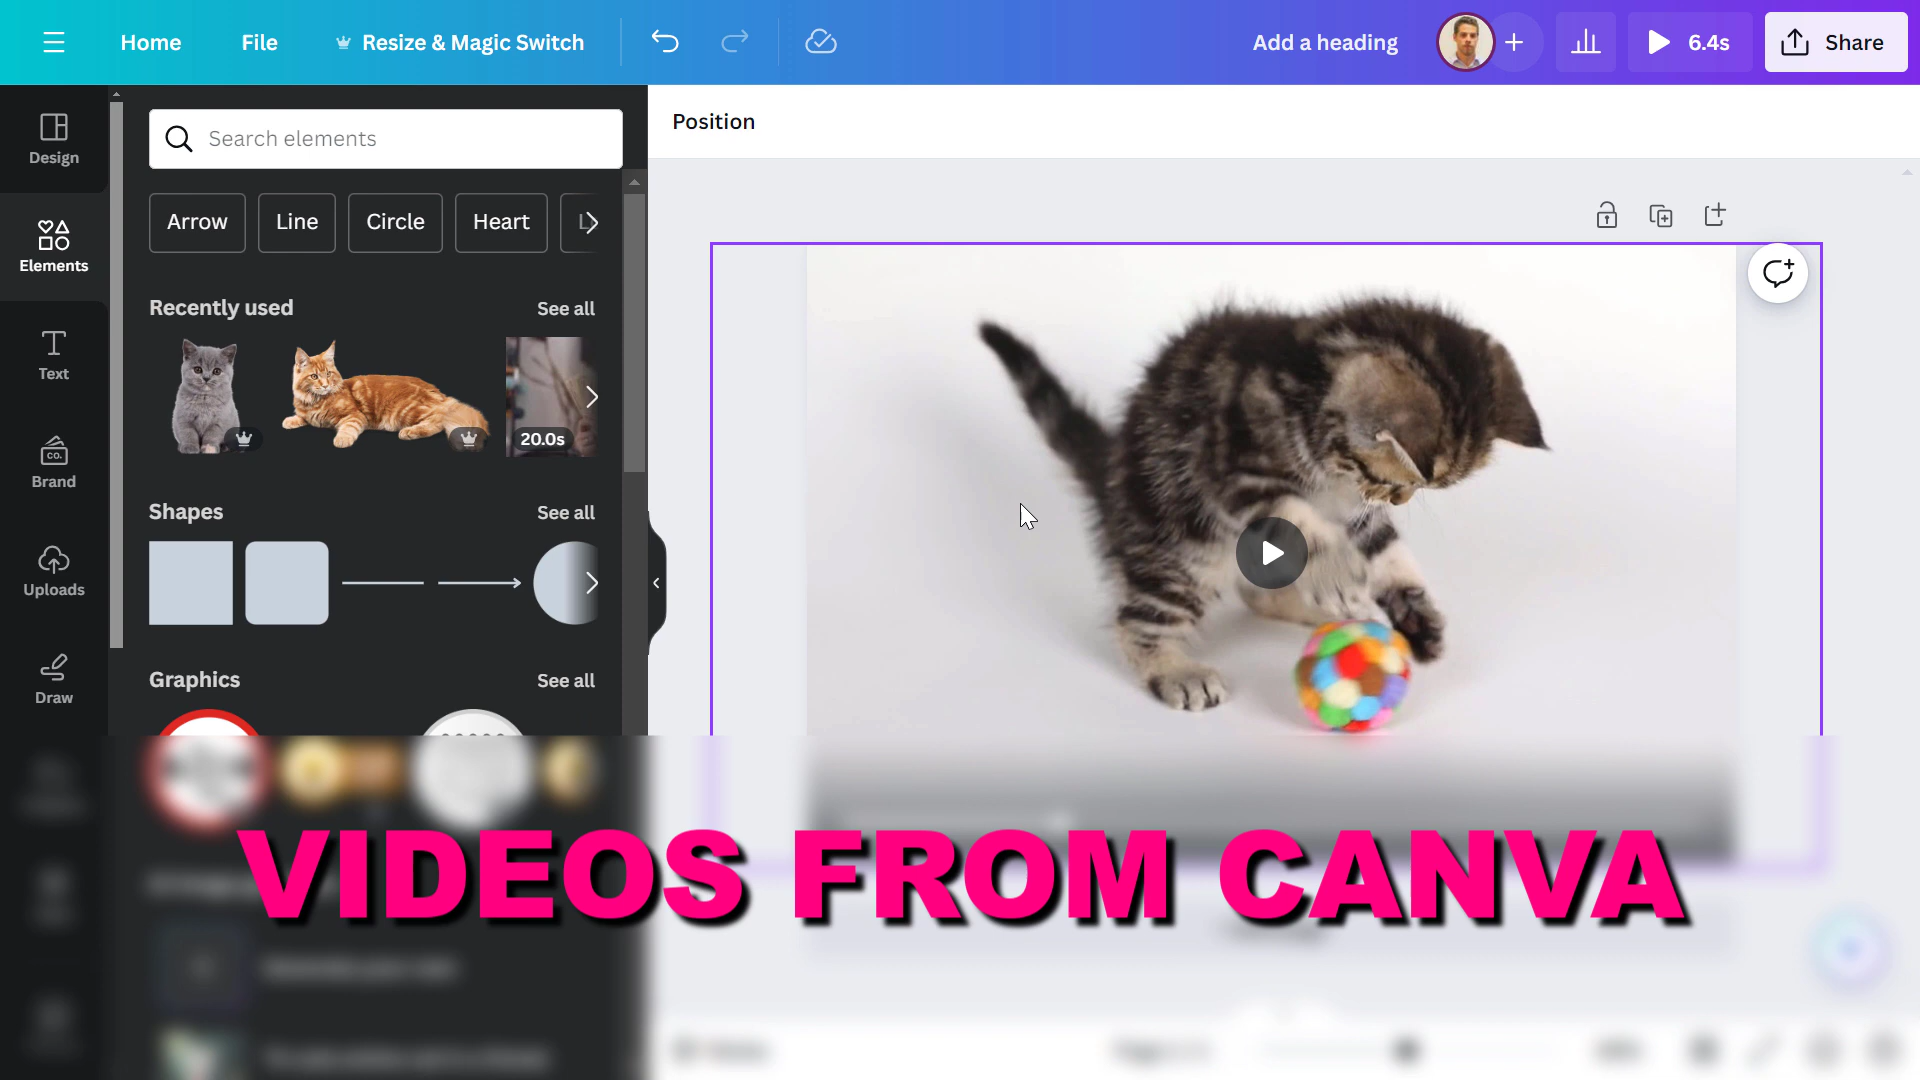 Home
File
Resize & Magic Switch
Add a heading
6.4s
Share
Position
Design
Elements
Text
Brand
CO.
Uploads
Draw
Search elements
Arrow
Line
Circle
Heart
Recently used
See all
20.0s
Shapes
See all
Graphics
See all
VIDEOS FROM CANVA